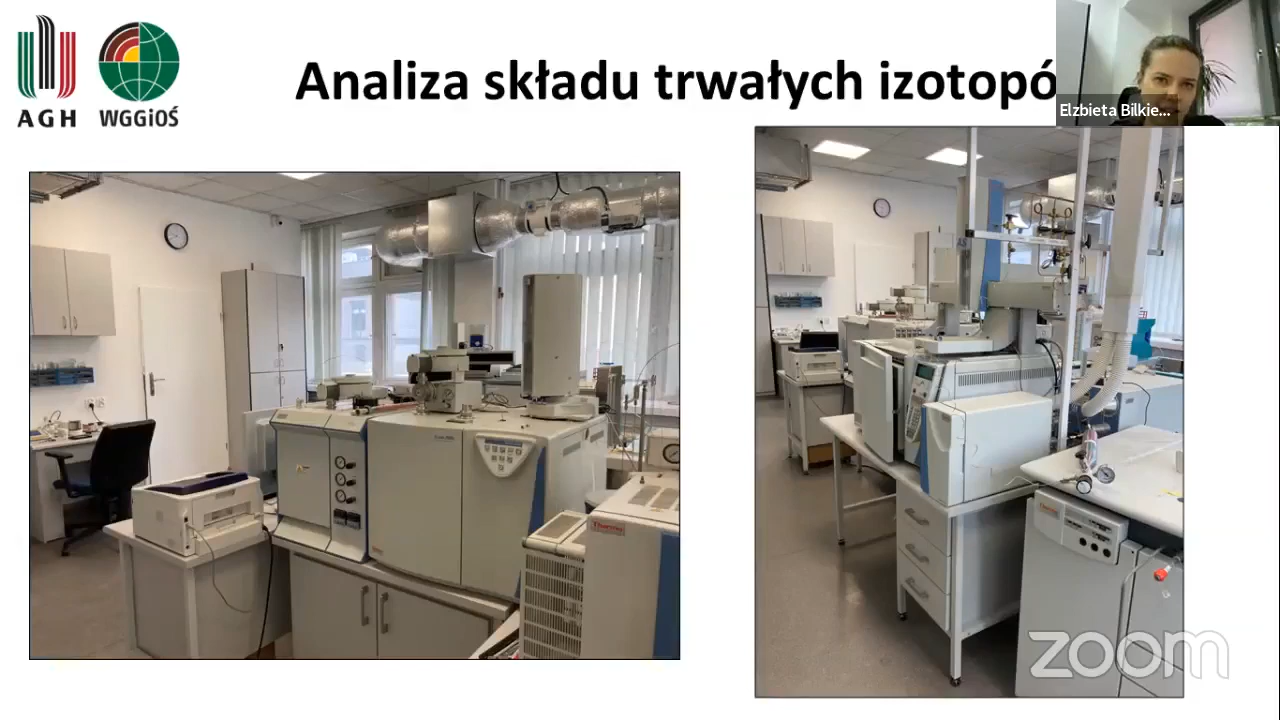 AGH
WGGiOŚ
Analiza składu trwałych izotopó
Elzbieta Bilkie...
Thermo
zoom